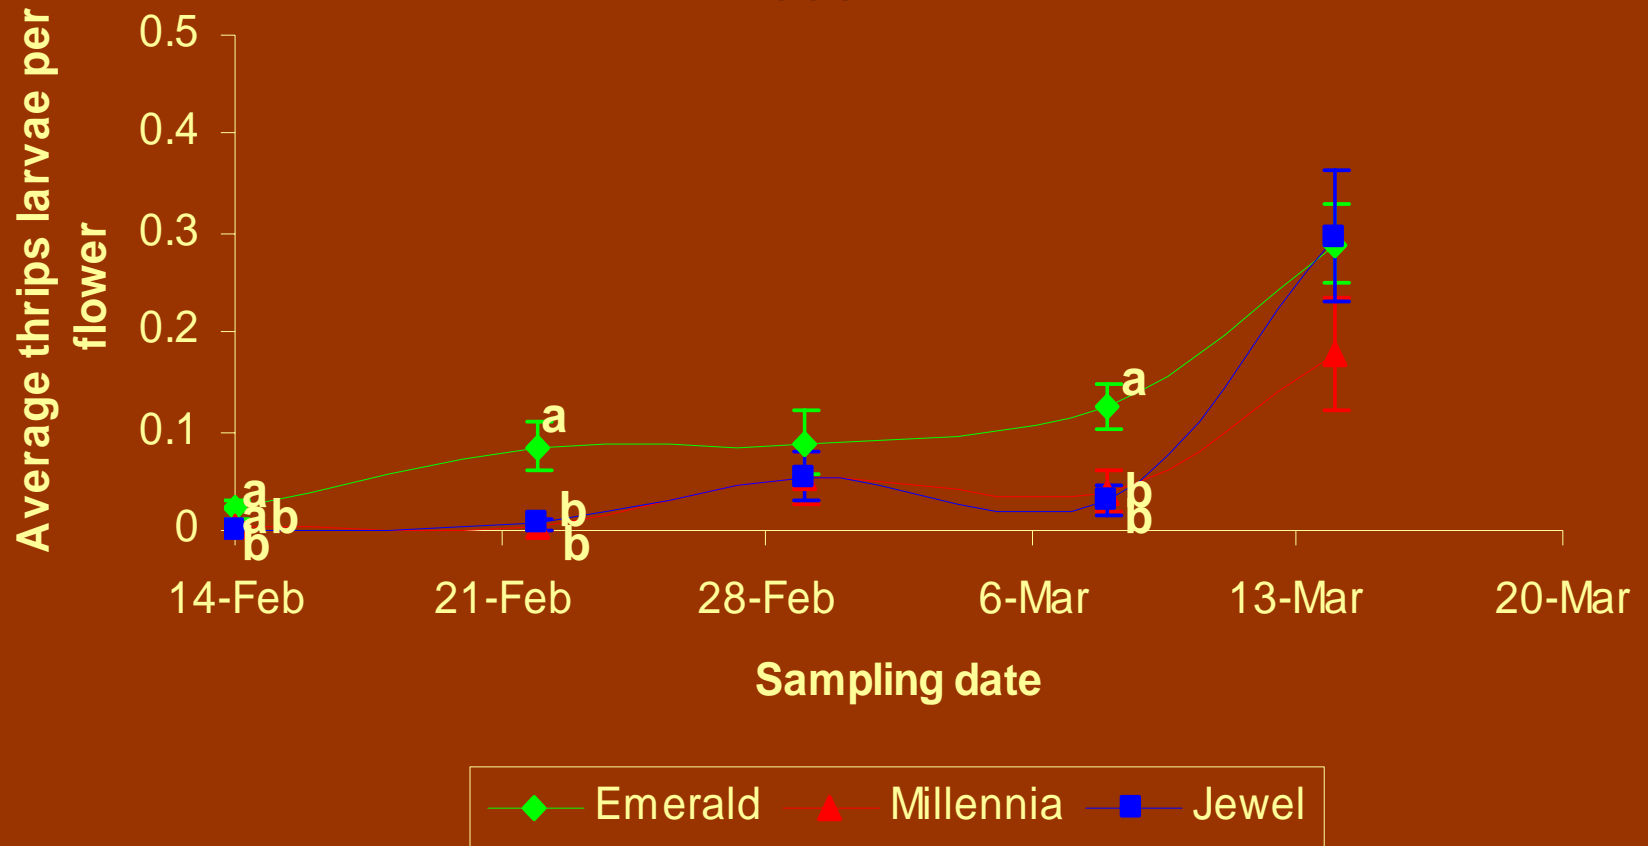 Average thrips larvae per
flower
0.5
0.4
0.3
0.2
0.1
0
a
ab
b
a
b
b
a
b
b
14-Feb
21-Feb
28-Feb
6-Mar
13-Mar
20-Mar
Sampling date
Emerald
Millennia
Jewel